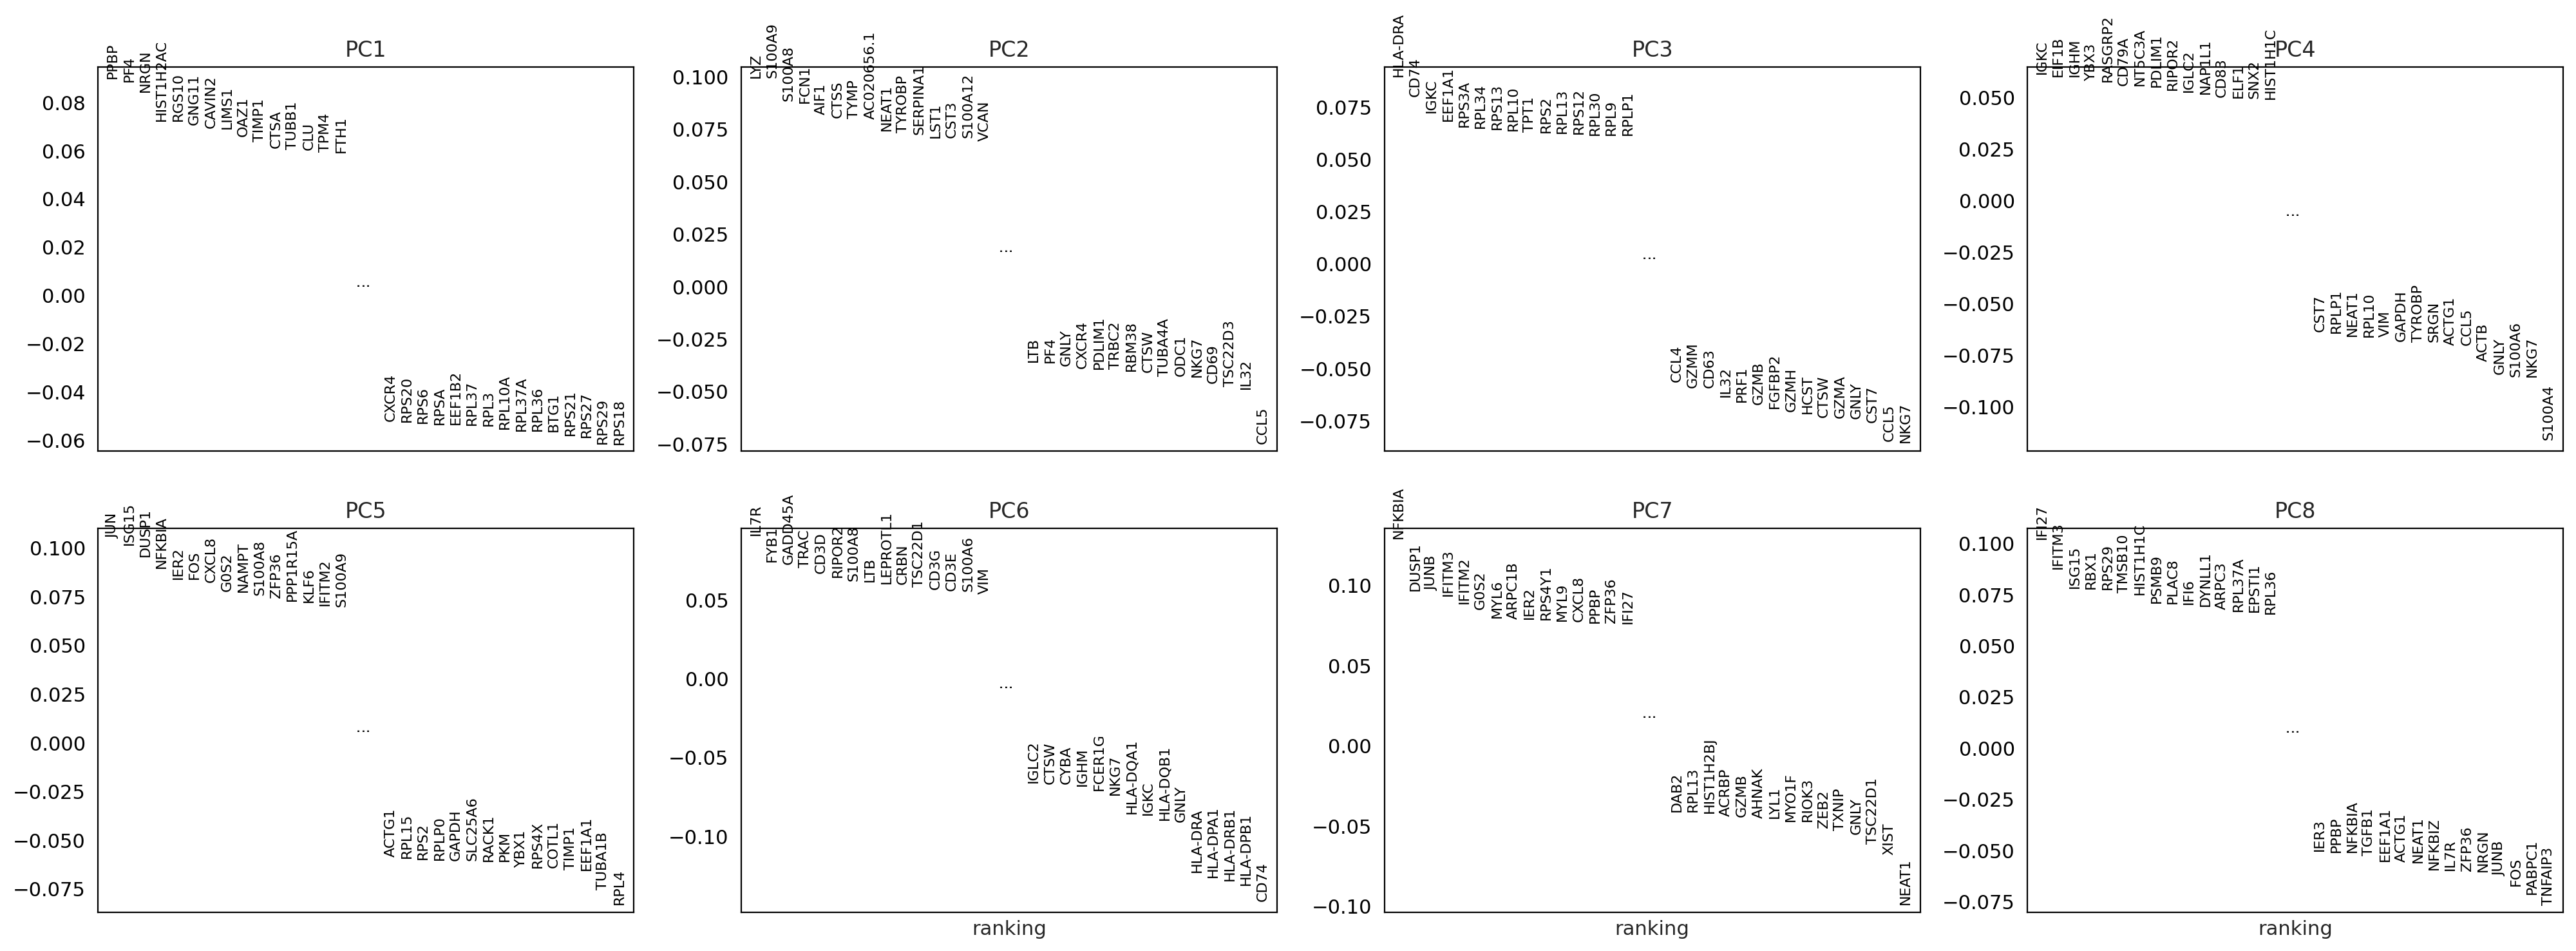 PC1
0.08
0.06
0.04
0.02
0.00
−0.02
−0.04
−0.06
PPBP
PF4
NRGN
HIST1H2AC
RGS10
GNG11
CAVIN2
LIMS1
OAZ1
TIMP1
CTSA
TUBB1
CLU
TPM4
FTH1
...
CXCR4
RPS20
RPS6
RPSA
EEF1B2
RPL37
RPL3
RPL10A
RPL37A
RPL36
BTG1
RPS21
RPS27
RPS29
RPS18
PC2
0.100
0.075
0.050
0.025
0.000
−0.025
−0.050
−0.075
LYZ
S100A9
S100A8
FCN1
AIF1
CTSS
TYMP
AC020656.1
NEAT1
TYROBP
SERPINA1
LST1
CST3
S100A12
VCAN
...
LTB
PF4
GNLY
CXCR4
PDLIM1
TRBC2
RBM38
CTSW
TUBA4A
ODC1
NKG7
CD69
TSC22D3
IL32
CCL5
PC3
0.075
0.050
0.025
0.000
−0.025
−0.050
−0.075
HLA-DRA
CD74
IGKC
EEF1A1
RPS3A
RPL34
RPS13
RPL10
TPT1
RPS2
RPL13
RPS12
RPL30
RPL9
RPLP1
...
CCL4
GZMM
CD63
IL32
PRF1
GZMB
FGFBP2
GZMH
HCST
CTSW
GZMA
GNLY
CST7
CCL5
NKG7
PC4
0.050
0.025
0.000
−0.025
−0.050
−0.075
−0.100
IGKC
EIF1B
IGHM
YBX3
RASGRP2
CD79A
NT5C3A
PDLIM1
RIPOR2
IGLC2
NAP1L1
CD83
ELF1
SNX2
HIST1H1C
...
CST7
RPLP1
NEAT1
RPL10
VIM
GAPDH
TYROBP
SRGN
ACTG1
CCL5
ACTB
GNLY
S100A6
NKG7
S100A4
PC5
0.100
0.075
0.050
0.025
0.000
−0.025
−0.050
−0.075
JUN
ISG15
DUSP1
NFKBIA
IER2
FOS
CXCL8
G0S2
NAMPT
S100A8
ZFP36
PPP1R15A
KLF6
IFITM2
S100A9
...
ACTG1
RPL15
RPS2
RPLP0
GAPDH
SLC25A6
RACK1
PKM
YBX1
RPS4X
COTL1
TIMP1
EEF1A1
TUBA1B
RPL4
PC6
0.05
0.00
−0.05
−0.10
IL7R
FYB1
GADD45A
TRAC
CD3D
RIPOR2
S100A8
LTB
LEPROTL1
CRBN
TSC22D1
CD3G
CD3E
S100A6
VIM
...
IGLC2
CTSW
CYBA
IGHM
FCER1G
NKG7
HLA-DQA1
IGKC
HLA-DQB1
GNLY
HLA-DRA
HLA-DPA1
HLA-DRB1
HLA-DPB1
CD74
ranking
PC7
0.10
0.05
0.00
−0.05
−0.10
NFKBIA
DUSP1
JUNB
IFITM3
IFITM2
G0S2
MYL6
ARPC1B
IER2
RPS4Y1
MYL9
CXCL8
PPBP
ZFP36
IFI27
...
DAB2
RPL13
HIST1H2BJ
ACRBP
GZMB
AHNAK
LYL1
MYO1F
RIOK3
ZEB2
TXNIP
GNLY
TSC22D1
XIST
NEAT1
ranking
PC8
0.100
0.075
0.050
0.025
0.000
−0.025
−0.050
−0.075
IFI27
IFITM3
ISG15
RBX1
RPS29
TMSB10
HIST1H1C
PSMB9
PLAC8
IFI6
DYNLL1
ARPC3
RPL37A
EPSTI1
RPL36
...
IER3
PPBP
NFKBIA
TGFB1
EEF1A1
ACTG1
NEAT1
NFKBIZ
IL7R
ZFP36
NRGN
JUNB
FOS
PABPC1
TNFAIP3
ranking